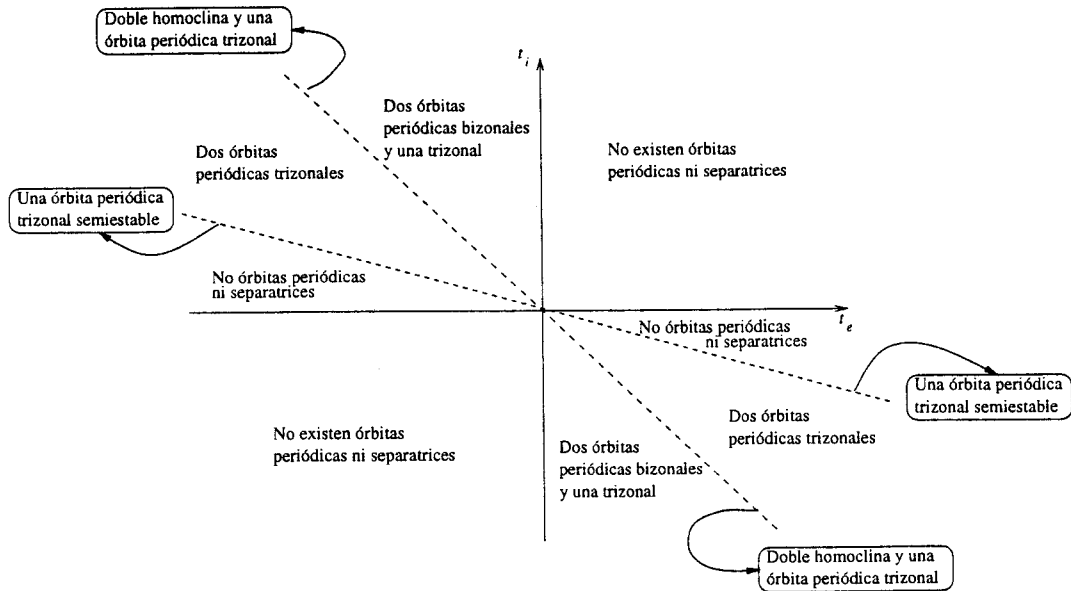 Doble homoclina y una
órbita periódica trizonal
t_i
Dos órbitas
periódicas bizonales
y una trizonal
No existen órbitas
periódicas ni separatrices
Dos órbitas
periódicas trizonales
Una órbita periódica
trizonal semiestable
No órbitas periódicas
ni separatrices
No órbitas periódicas
ni separatrices
t_e
Una órbita periódica
trizonal semiestable
Dos órbitas
periódicas trizonales
No existen órbitas
periódicas ni separatrices
Dos órbitas
periódicas bizonales
y una trizonal
Doble homoclina y una
órbita periódica trizonal